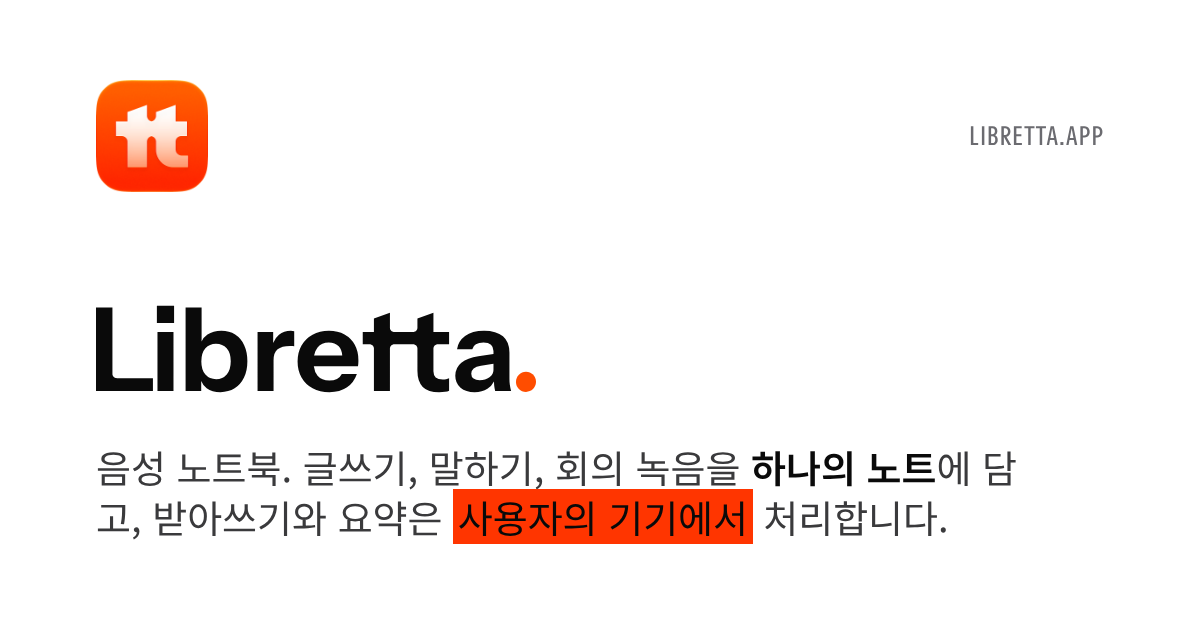 tt
LIBRETTA.APP
Libretta.
음성 노트북. 글쓰기, 말하기, 회의 녹음을 하나의 노트에 담
고, 받아쓰기와 요약은 사용자의 기기에서 처리합니다.